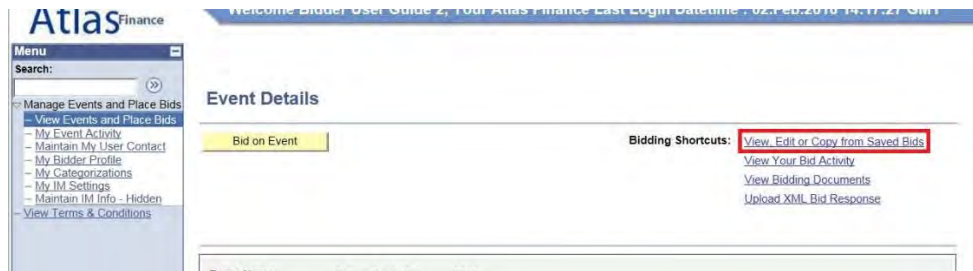 Atlas Finance
Welcome Bidder User Guide 2, Your Atlas Finance Last Login Datetime : 02.Feb.2016 14:17:27 GMT
Menu
Search:
Manage Events and Place Bids
– View Events and Place Bids
– My Event Activity
– Maintain My User Contact
– My Bidder Profile
– My Categorizations
– My IM Settings
– Maintain IM Info - Hidden
– View Terms & Conditions
Event Details
Bid on Event
Bidding Shortcuts:
View, Edit or Copy from Saved Bids
View Your Bid Activity
View Bidding Documents
Upload XML Bid Response